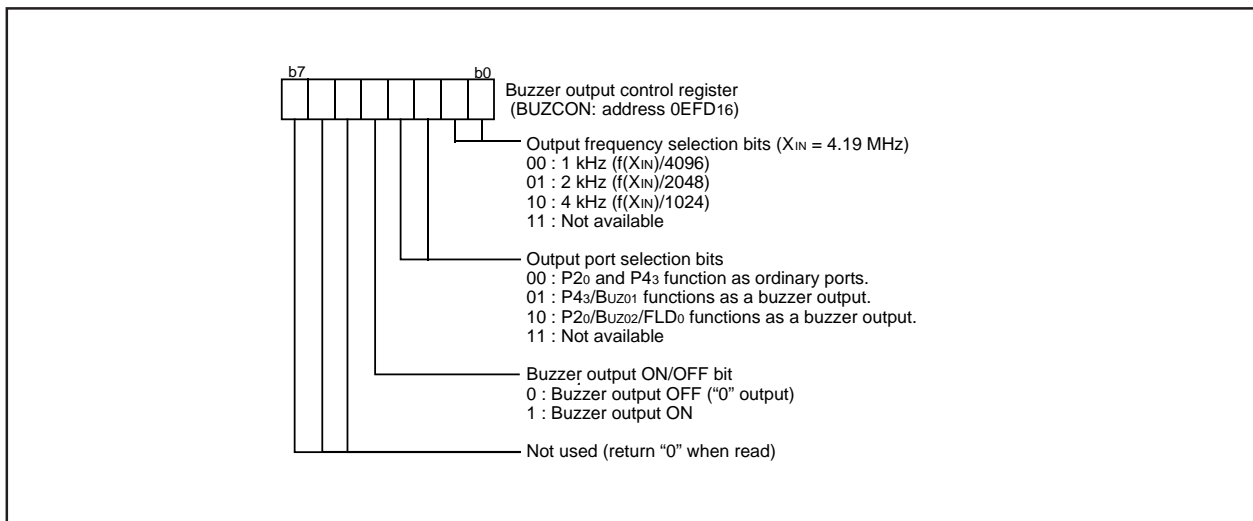 b7 b0
Buzzer output control register
(BUZCON: address 0EFD16)
Output frequency selection bits (XIN = 4.19 MHz)
00 : 1 kHz (f(XIN)/4096)
01 : 2 kHz (f(XIN)/2048)
10 : 4 kHz (f(XIN)/1024)
11 : Not available
Output port selection bits
00 : P20 and P43 function as ordinary ports.
01 : P43/BUZ01 functions as a buzzer output.
10 : P20/BUZ02/FLD0 functions as a buzzer output.
11 : Not available
Buzzer output ON/OFF bit
0 : Buzzer output OFF (“0” output)
1 : Buzzer output ON
Not used (return “0” when read)